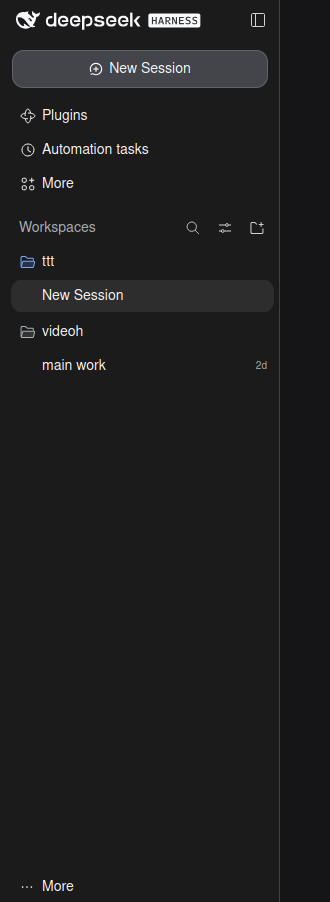 deepseek HARNESS
New Session
Plugins
Automation tasks
More
Workspaces
ttt
New Session
videoh
main work 2d
More